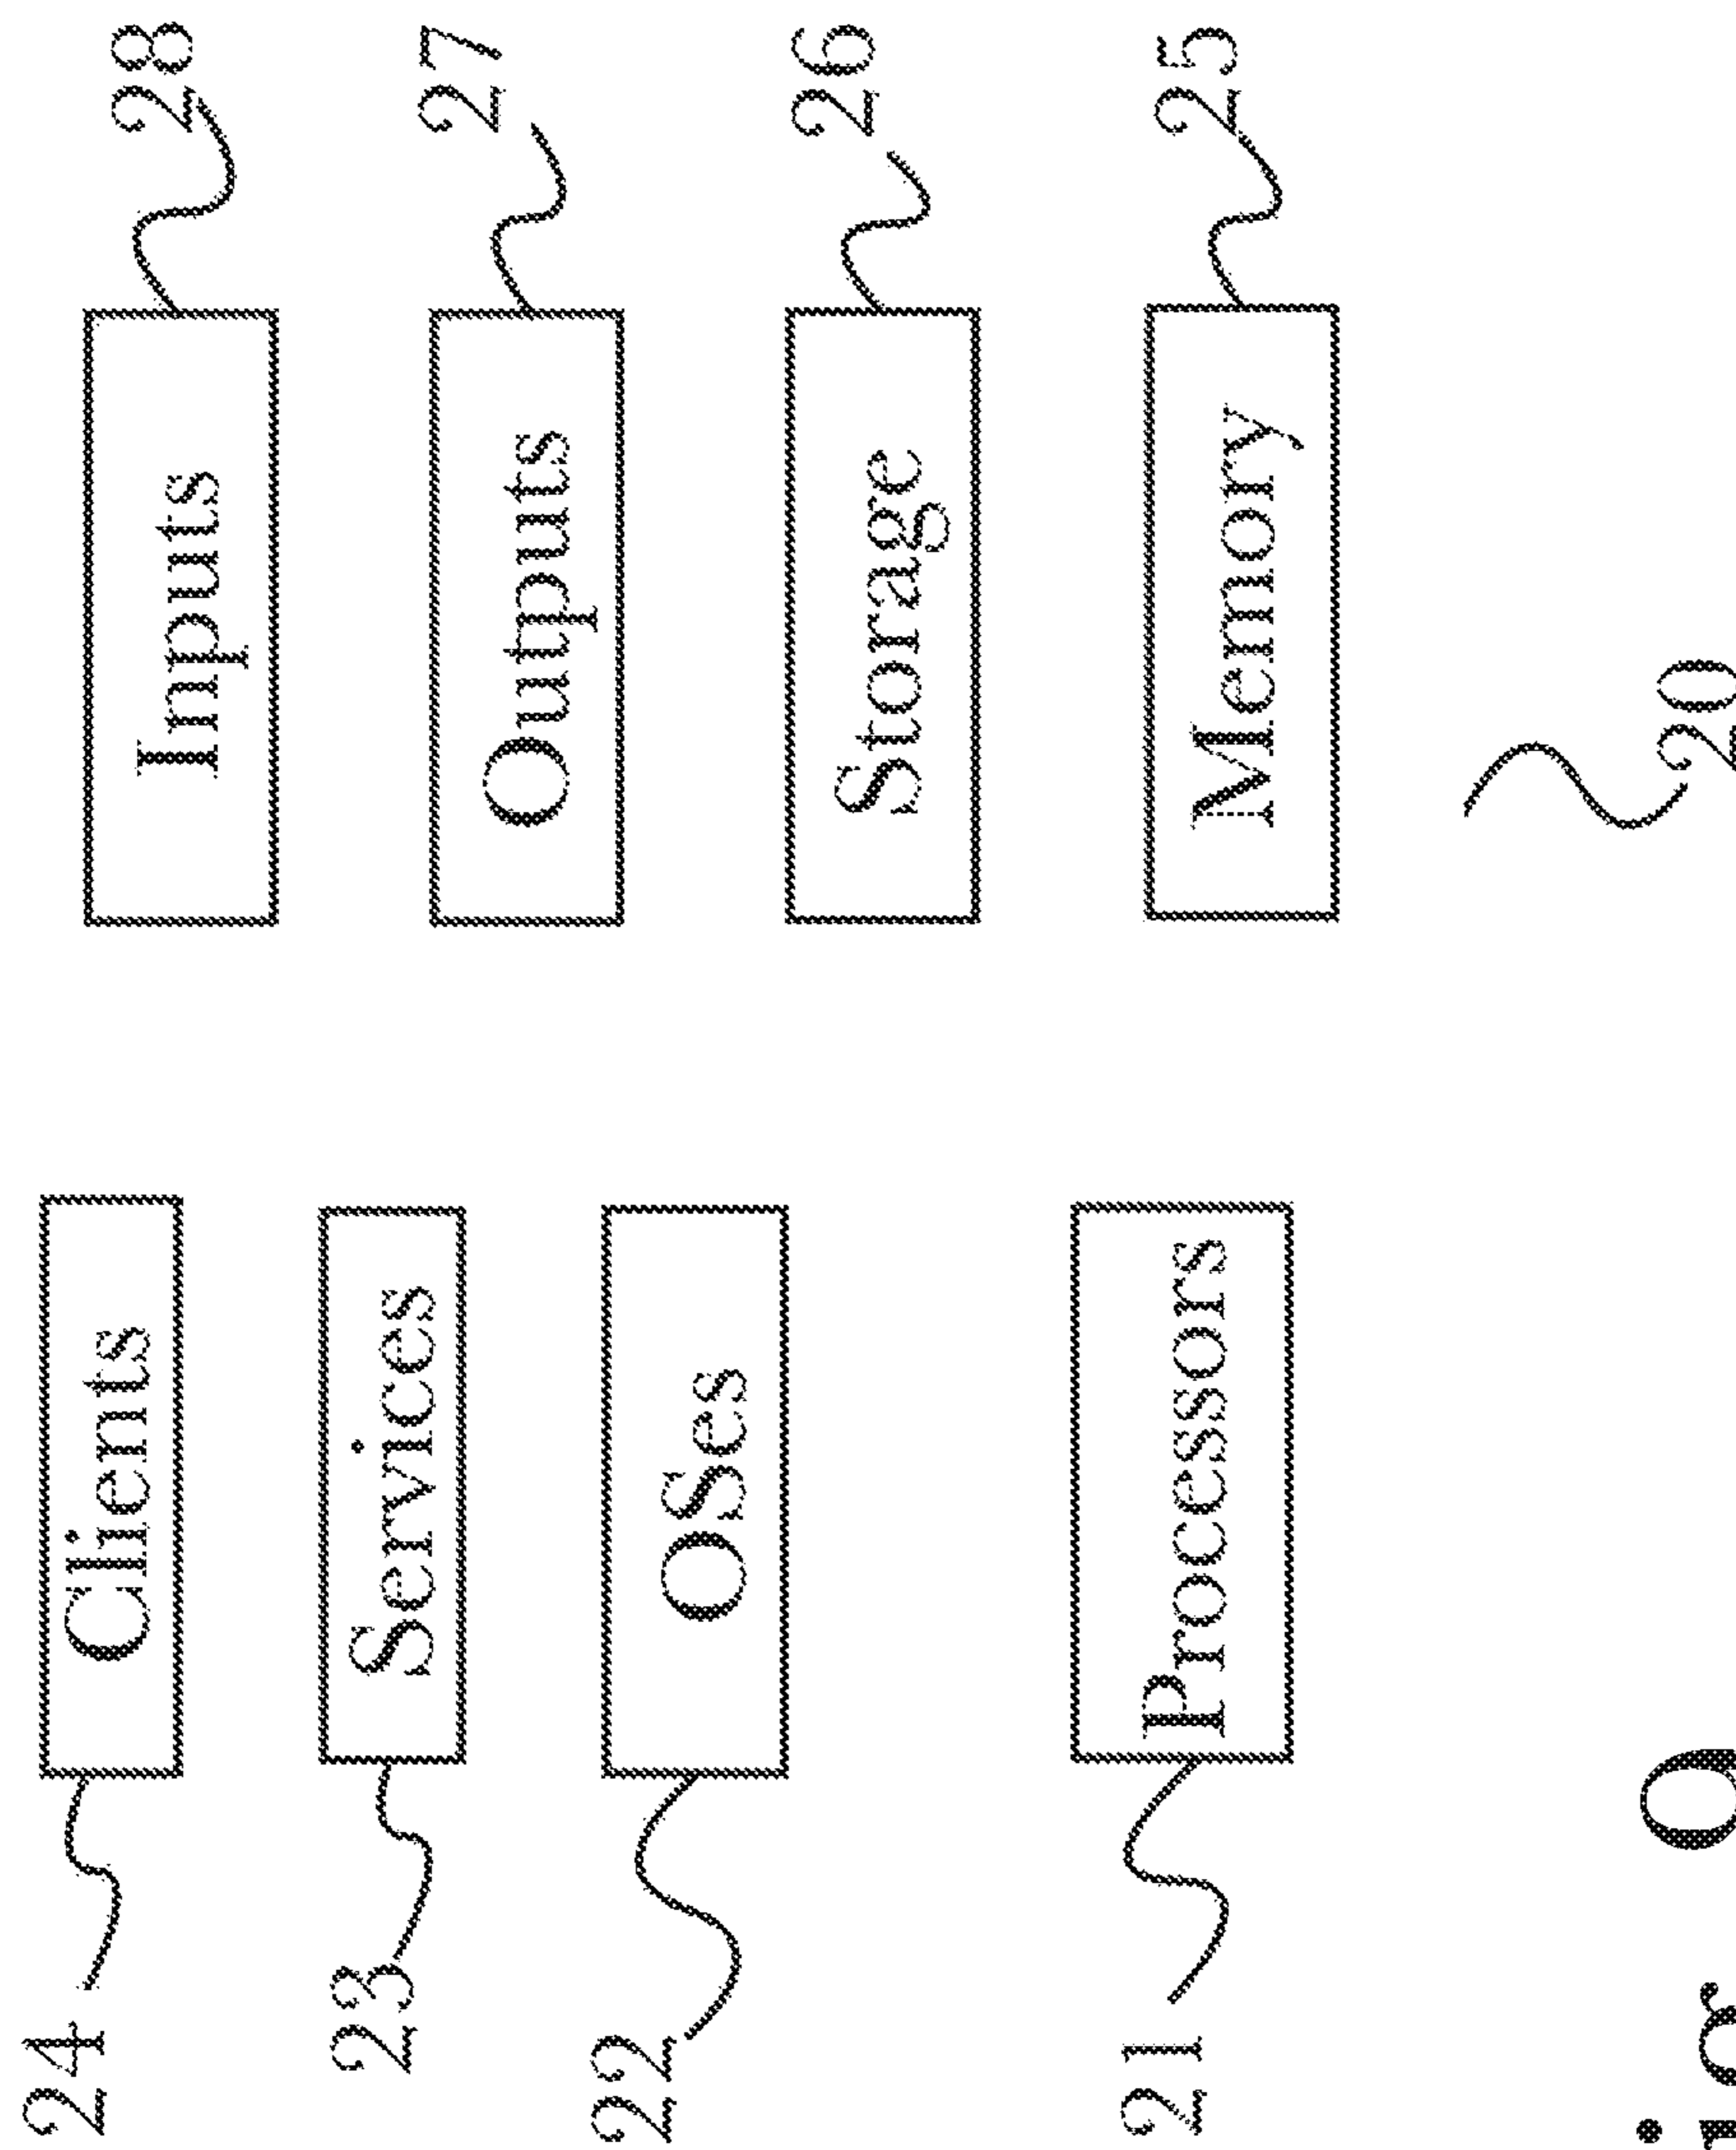 24 Clients Inputs 28
23 Services Outputs 27
22 OSes Storage 26
21 Processors Memory 25
20